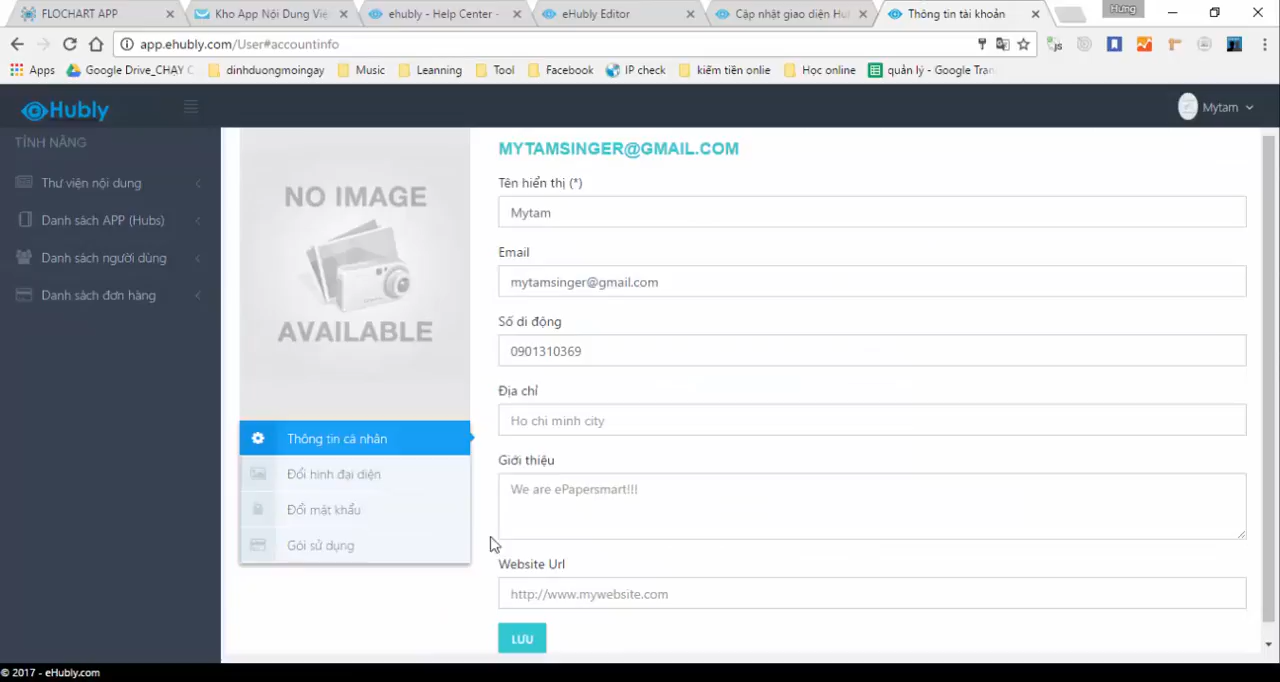 FLOCHART APP
Kho App Nội Dung Việ
ehubly - Help Center -
eHubly Editor
Cập nhật giao diện Hu
Thông tin tài khoản
Hưng
app.ehubly.com/User#accountinfo
Apps
Google Drive_CHAY C
dinhduongmoingay
Music
Leanning
Tool
Facebook
IP check
kiếm tiền onlie
Học online
quản lý - Google Tran
eHubly
Mytam
TÍNH NĂNG
Thư viện nội dung
Danh sách APP (Hubs)
Danh sách người dùng
Danh sách đơn hàng
NO IMAGE
AVAILABLE
Thông tin cá nhân
Đổi hình đại diện
Đổi mật khẩu
Gói sử dụng
MYTAMSINGER@GMAIL.COM
Tên hiển thị (*)
Mytam
Email
mytamsinger@gmail.com
Số di động
0901310369
Địa chỉ
Ho chi minh city
Giới thiệu
We are ePapersmart!!!
Website Url
http://www.mywebsite.com
LƯU
© 2017 - eHubly.com